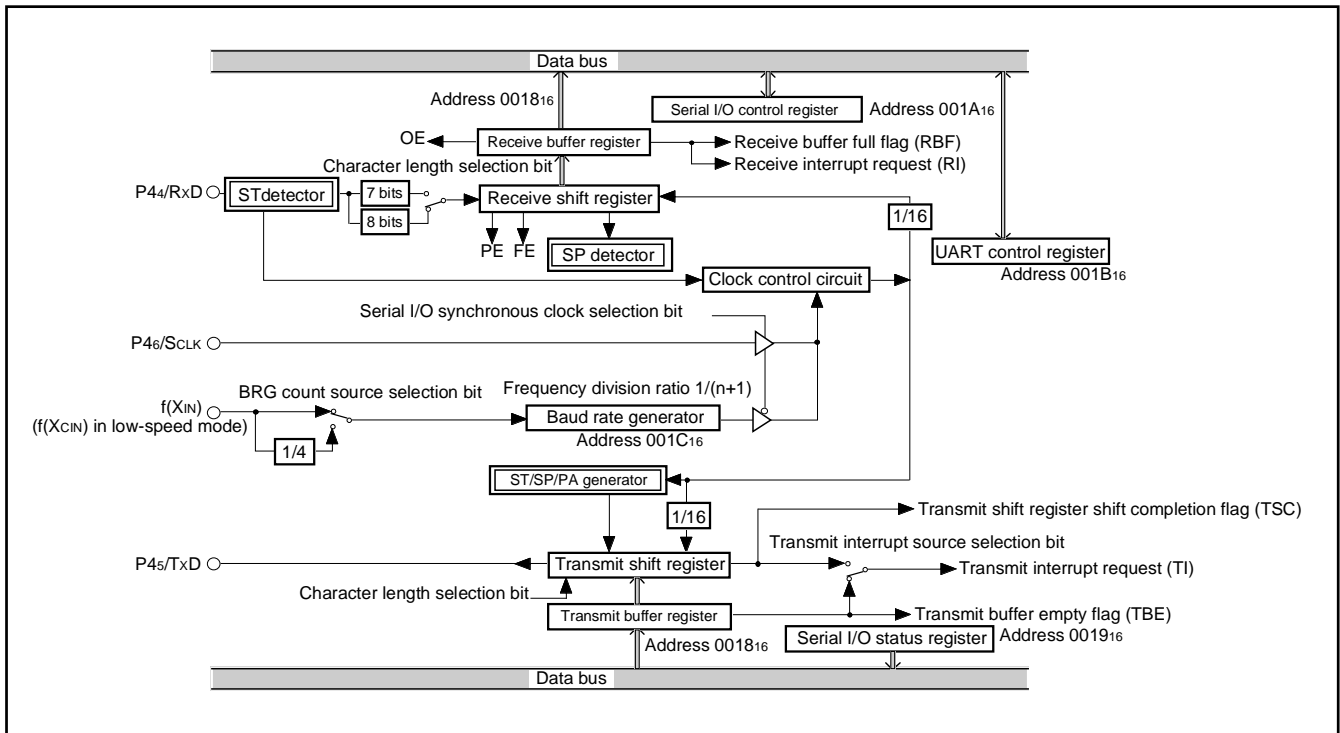 Data bus
Address 0018₁₆
Serial I/O control register
Address 001A₁₆
OE
Receive buffer register
Receive buffer full flag (RBF)
Receive interrupt request (RI)
Character length selection bit
P4₄/RxD
STdetector
7 bits
8 bits
Receive shift register
1/16
PE
FE
SP detector
UART control register
Address 001B₁₆
Clock control circuit
Serial I/O synchronous clock selection bit
P4₆/SCLK
BRG count source selection bit
Frequency division ratio 1/(n+1)
f(XIN)
(f(XCIN) in low-speed mode)
Baud rate generator
Address 001C₁₆
1/4
ST/SP/PA generator
1/16
Transmit shift register shift completion flag (TSC)
Transmit interrupt source selection bit
P4₅/TxD
Transmit shift register
Transmit interrupt request (TI)
Character length selection bit
Transmit buffer register
Transmit buffer empty flag (TBE)
Address 0018₁₆
Serial I/O status register
Address 0019₁₆
Data bus